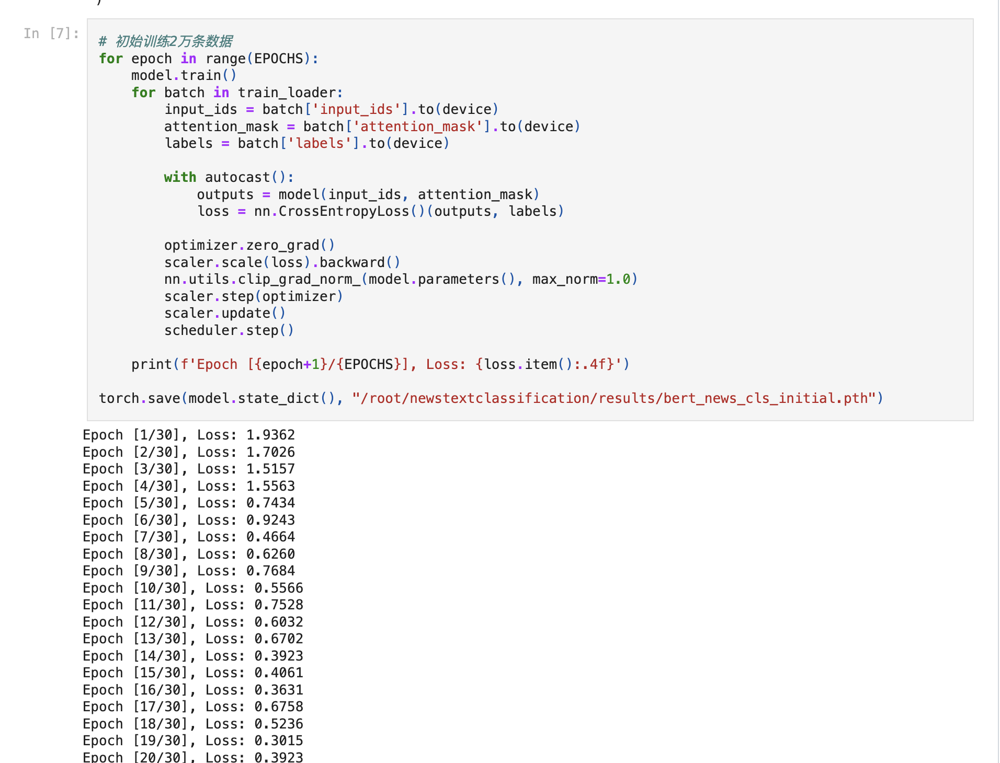 )
In [7]:
# 初始训练2万条数据
for epoch in range(EPOCHS):
    model.train()
    for batch in train_loader:
        input_ids = batch['input_ids'].to(device)
        attention_mask = batch['attention_mask'].to(device)
        labels = batch['labels'].to(device)

        with autocast():
            outputs = model(input_ids, attention_mask)
            loss = nn.CrossEntropyLoss()(outputs, labels)

        optimizer.zero_grad()
        scaler.scale(loss).backward()
        nn.utils.clip_grad_norm_(model.parameters(), max_norm=1.0)
        scaler.step(optimizer)
        scaler.update()
        scheduler.step()

    print(f'Epoch [{epoch+1}/{EPOCHS}], Loss: {loss.item():.4f}')

torch.save(model.state_dict(), "/root/newstextclassification/results/bert_news_cls_initial.pth")
Epoch [1/30], Loss: 1.9362
Epoch [2/30], Loss: 1.7026
Epoch [3/30], Loss: 1.5157
Epoch [4/30], Loss: 1.5563
Epoch [5/30], Loss: 0.7434
Epoch [6/30], Loss: 0.9243
Epoch [7/30], Loss: 0.4664
Epoch [8/30], Loss: 0.6260
Epoch [9/30], Loss: 0.7684
Epoch [10/30], Loss: 0.5566
Epoch [11/30], Loss: 0.7528
Epoch [12/30], Loss: 0.6032
Epoch [13/30], Loss: 0.6702
Epoch [14/30], Loss: 0.3923
Epoch [15/30], Loss: 0.4061
Epoch [16/30], Loss: 0.3631
Epoch [17/30], Loss: 0.6758
Epoch [18/30], Loss: 0.5236
Epoch [19/30], Loss: 0.3015
Epoch [20/30], Loss: 0.3923